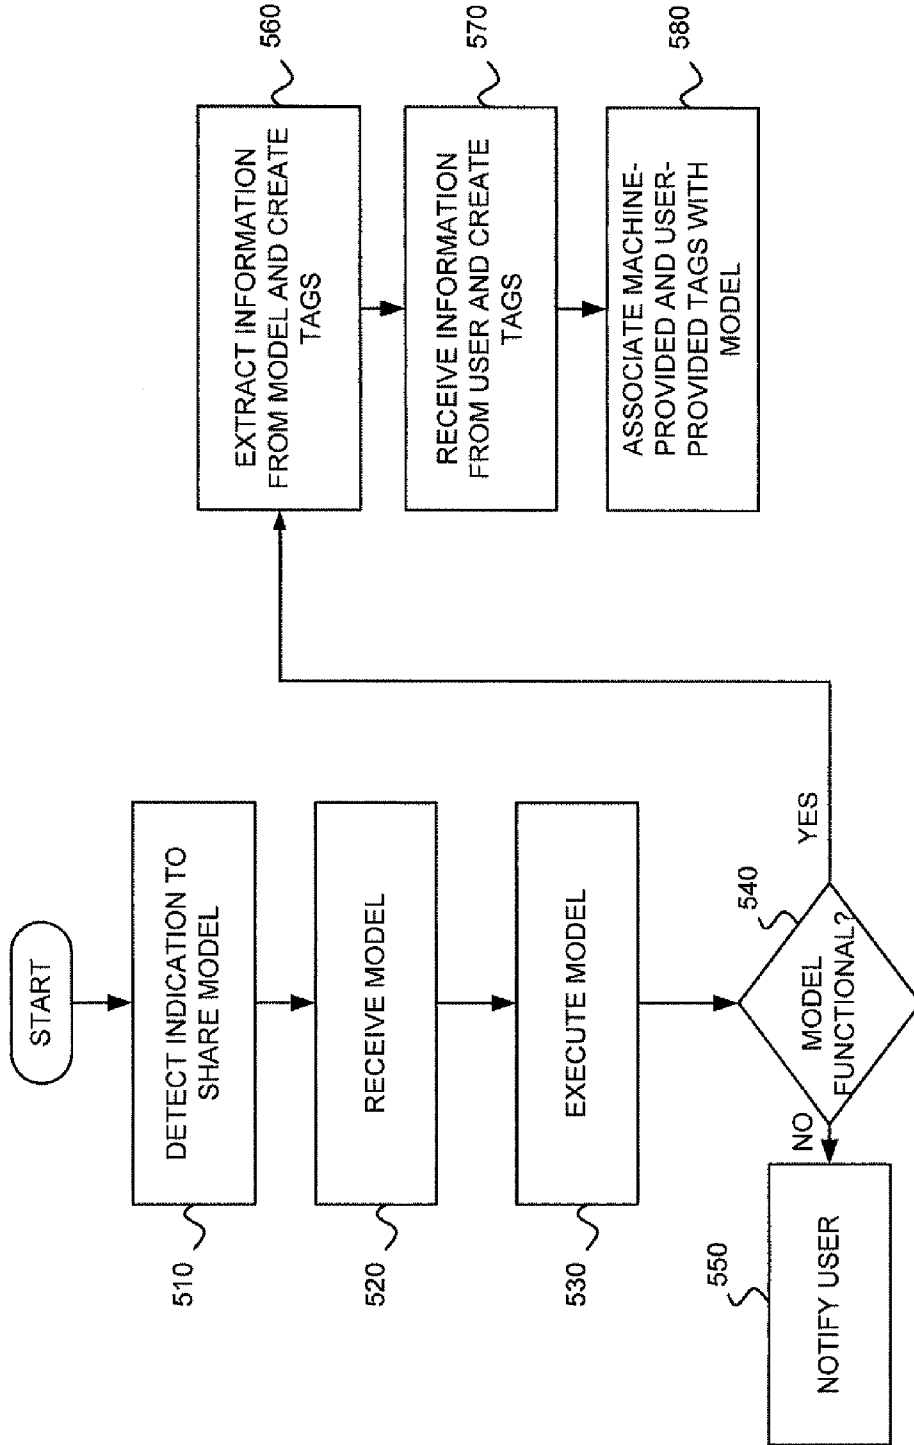 START
DETECT INDICATION TO
SHARE MODEL
510
RECEIVE MODEL
520
EXECUTE MODEL
530
MODEL
FUNCTIONAL?
540
NO
YES
NOTIFY USER
550
EXTRACT INFORMATION
FROM MODEL AND CREATE
TAGS
560
RECEIVE INFORMATION
FROM USER AND CREATE
TAGS
570
ASSOCIATE MACHINE-
PROVIDED AND USER-
PROVIDED TAGS WITH
MODEL
580